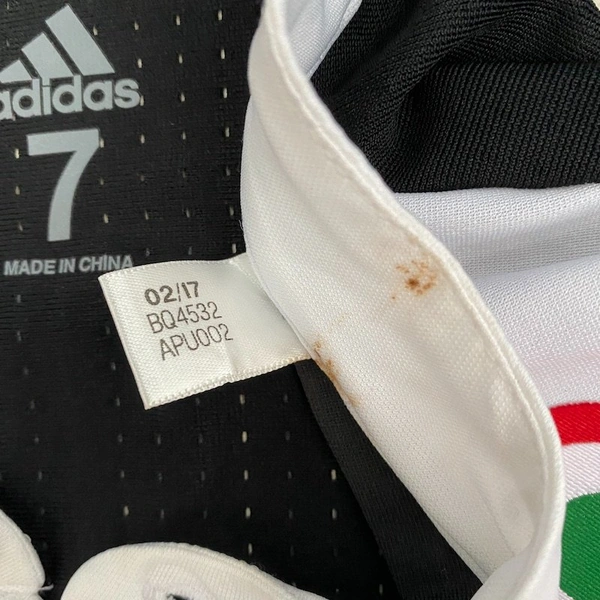 adidas
7
MADE IN CHINA
02/17
BQ4532
APU002